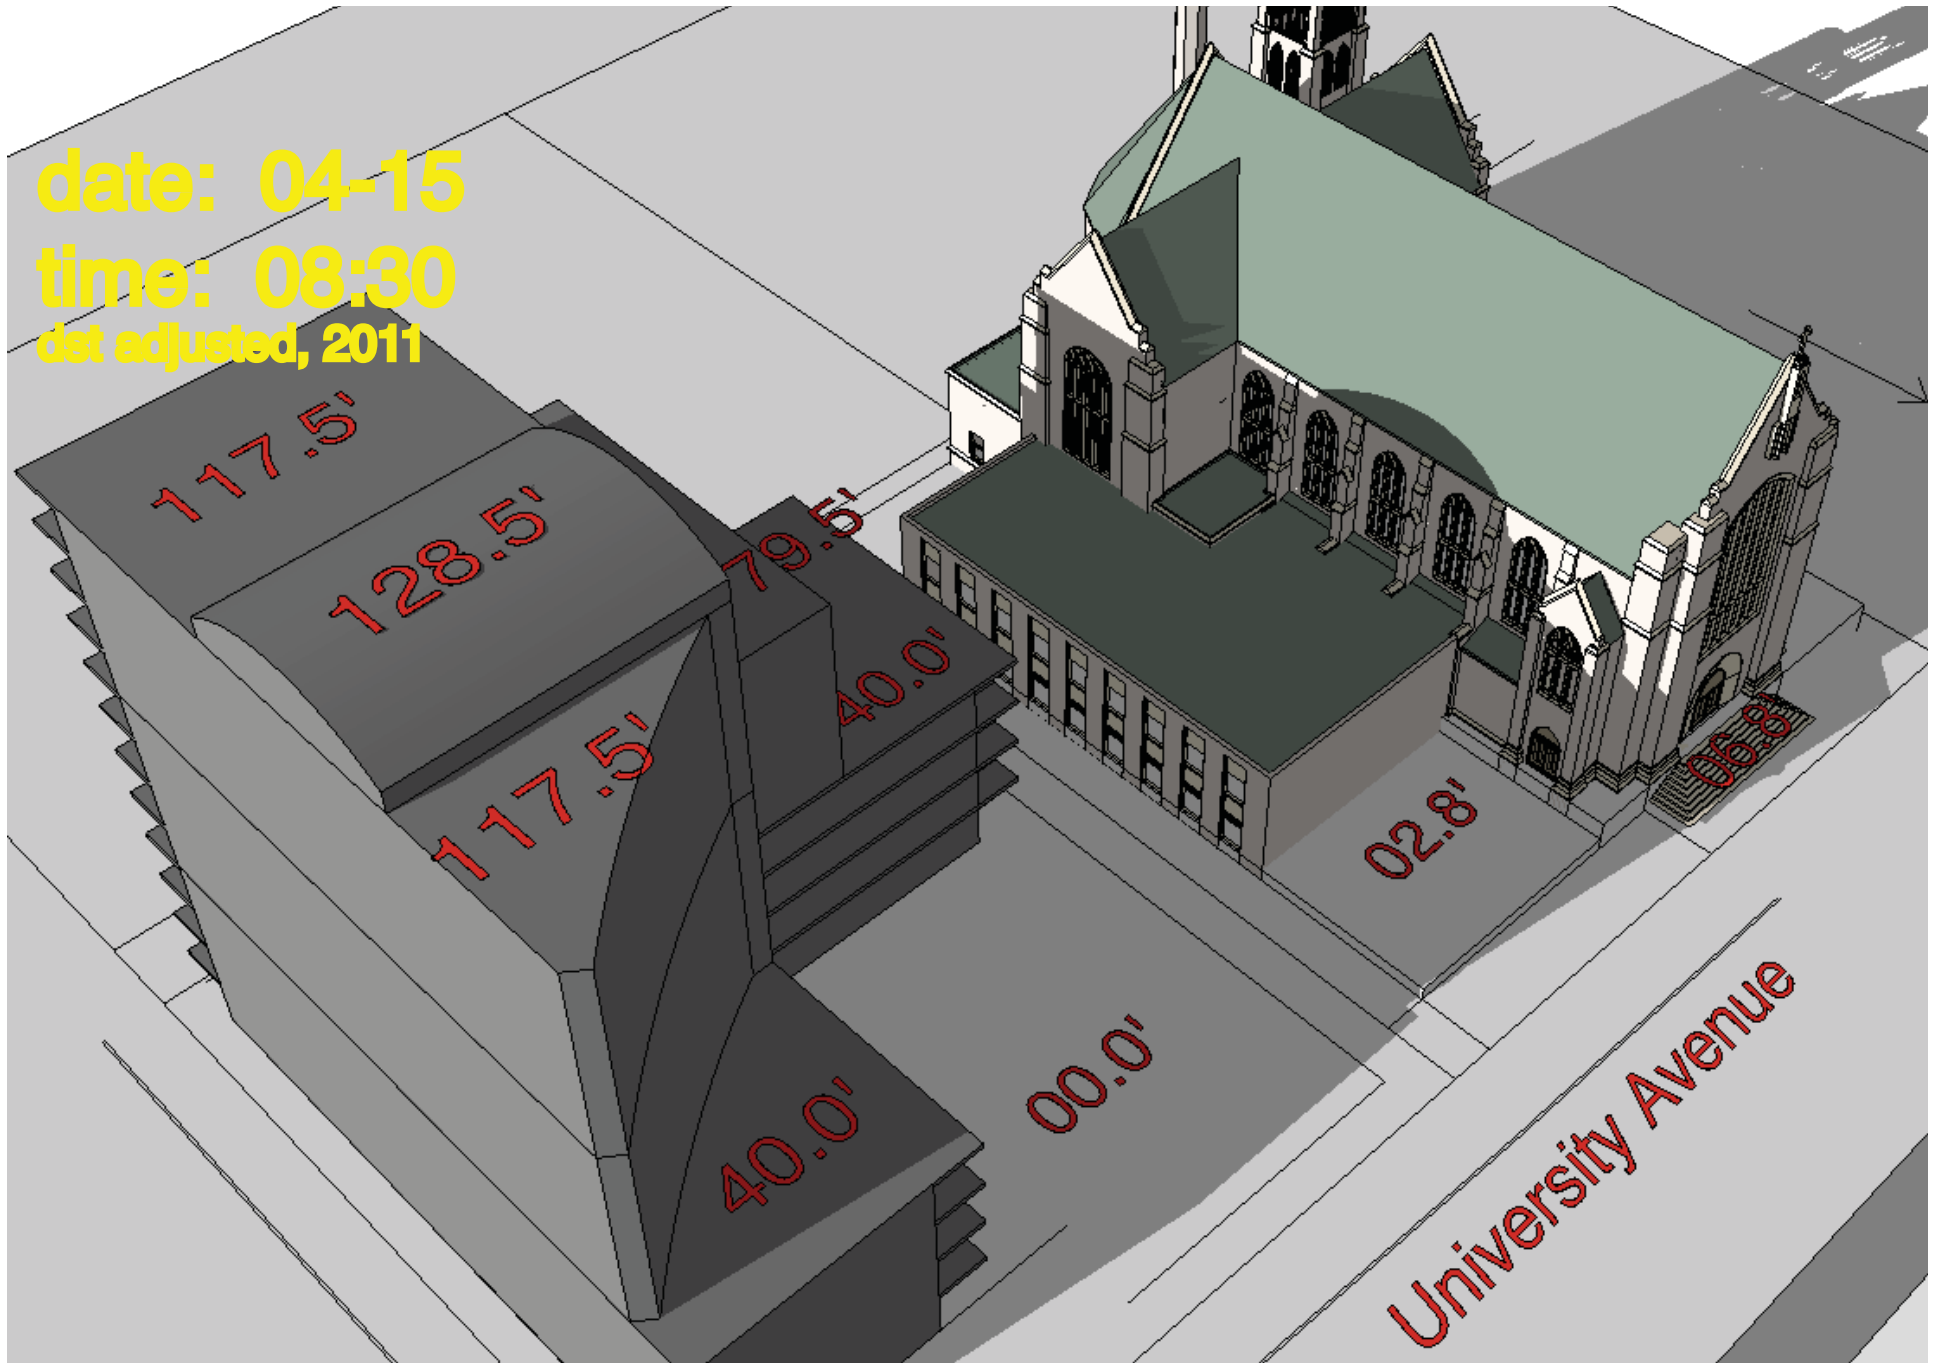 date: 04-15
time: 08:30
dst adjusted, 2011
117.5'
128.5'
79.5'
40.0'
117.5'
06.8'
02.8'
00.0'
40.0'
University Avenue